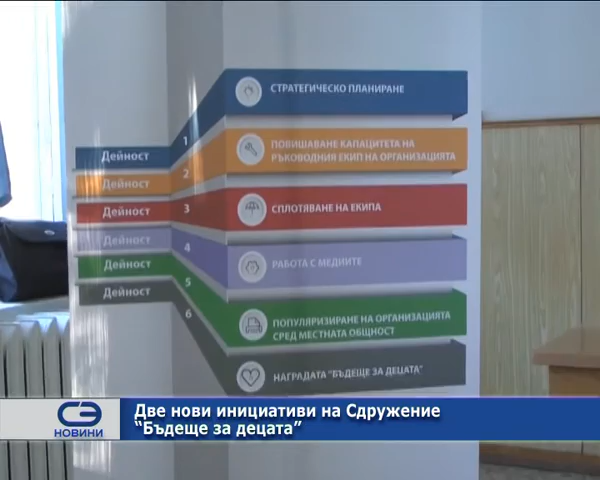 Дейност 1 СТРАТЕГИЧЕСКО ПЛАНИРАНЕ
Дейност 2 ПОВИШАВАНЕ КАПАЦИТЕТА НА
РЪКОВОДНИЯ ЕКИП НА ОРГАНИЗАЦИЯТА
Дейност 3 СПЛОТЯВАНЕ НА ЕКИПА
Дейност 4 РАБОТА С МЕДИИТЕ
Дейност 5 ПОПУЛЯРИЗИРАНЕ НА ОРГАНИЗАЦИЯТА
СРЕД МЕСТНАТА ОБЩНОСТ
Дейност 6 НАГРАДАТА "БЪДЕЩЕ ЗА ДЕЦАТА"
СЭ
НОВИНИ
Две нови инициативи на Сдружение
“Бъдеще за децата”